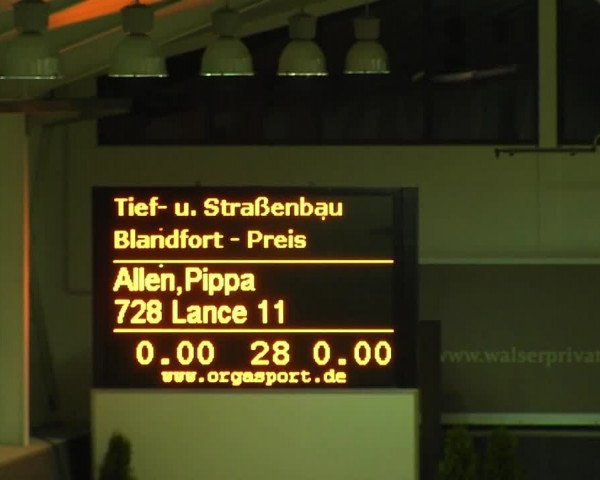 Tief- u. Straßenbau
Blandfort - Preis
Allen,Pippa
728 Lance 11
0.00 28 0.00
www.orgasport.de
www.walserprivat